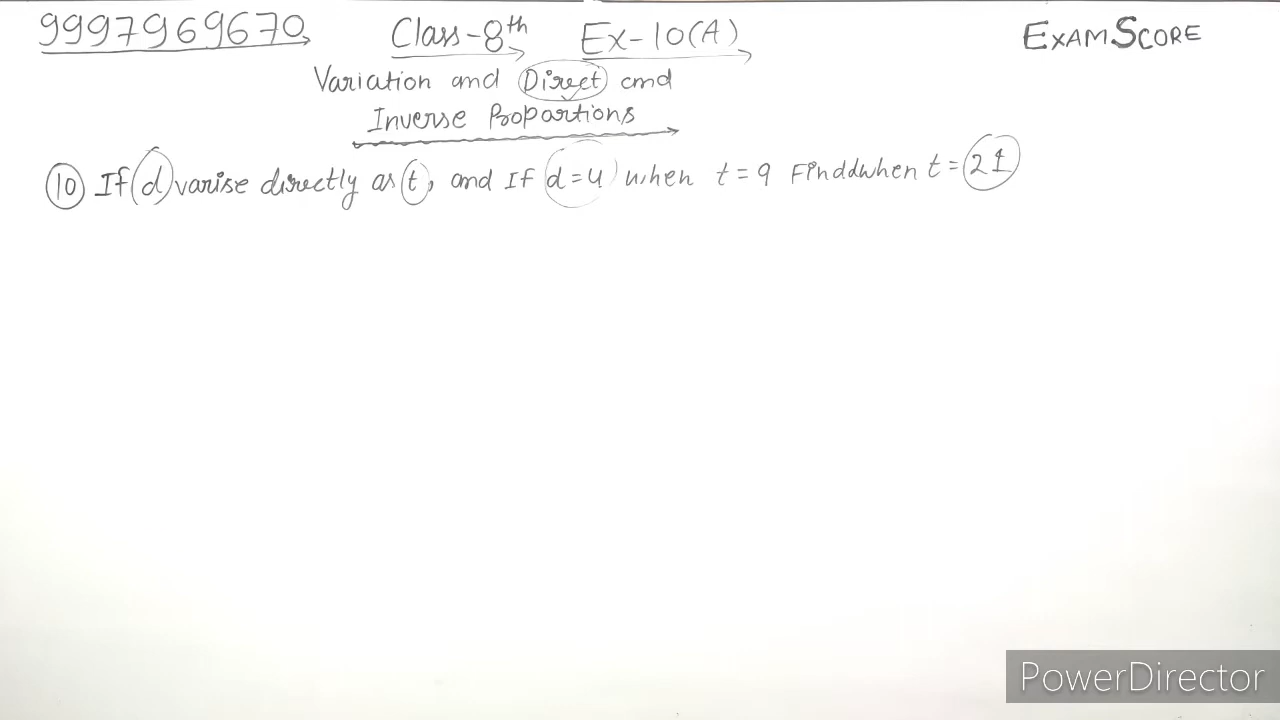 9997969670 Class-8th Ex-10(A) EXAMSCORE
Variation and Direct and
Inverse Proportions
10 If d varise directly as t, and If d=4 when t=9 Finddwhen t=21
PowerDirector